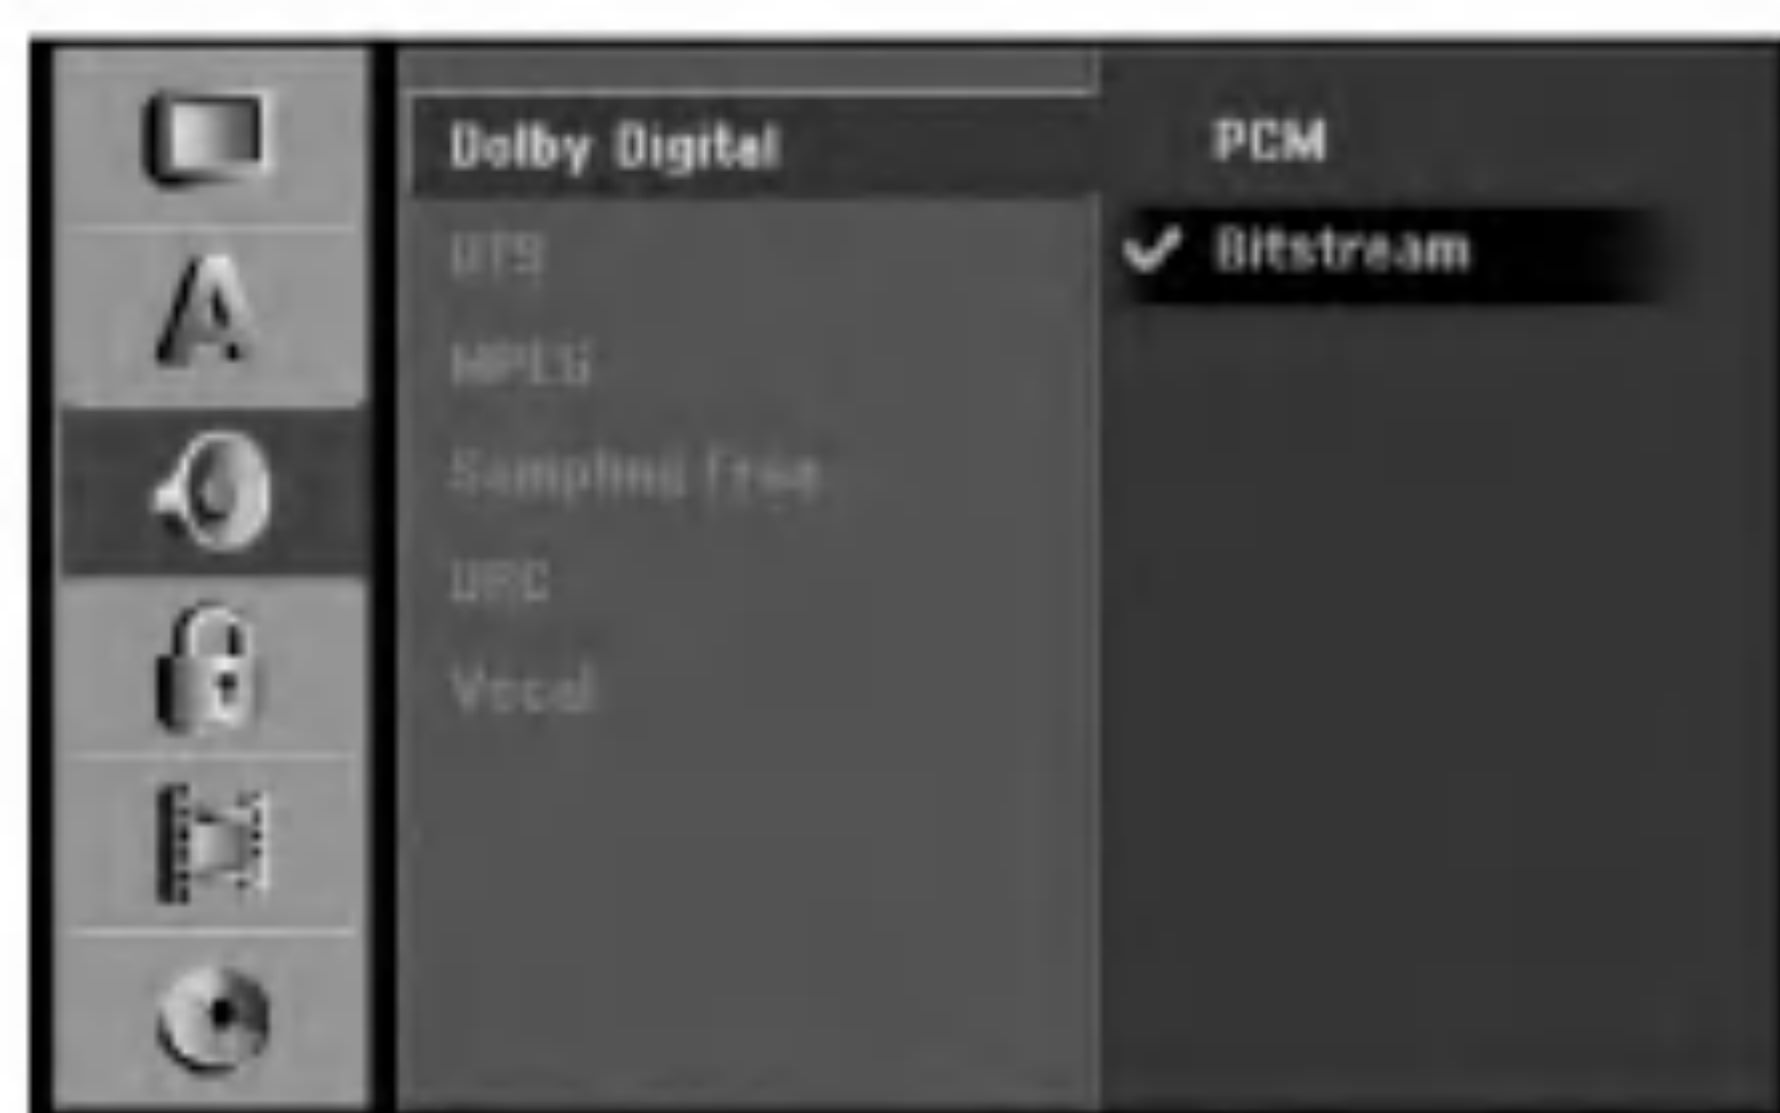 Dolby Digital
DTS
MPEG
Sampling Freq
DRC
Vocal
PCM
Bitstream